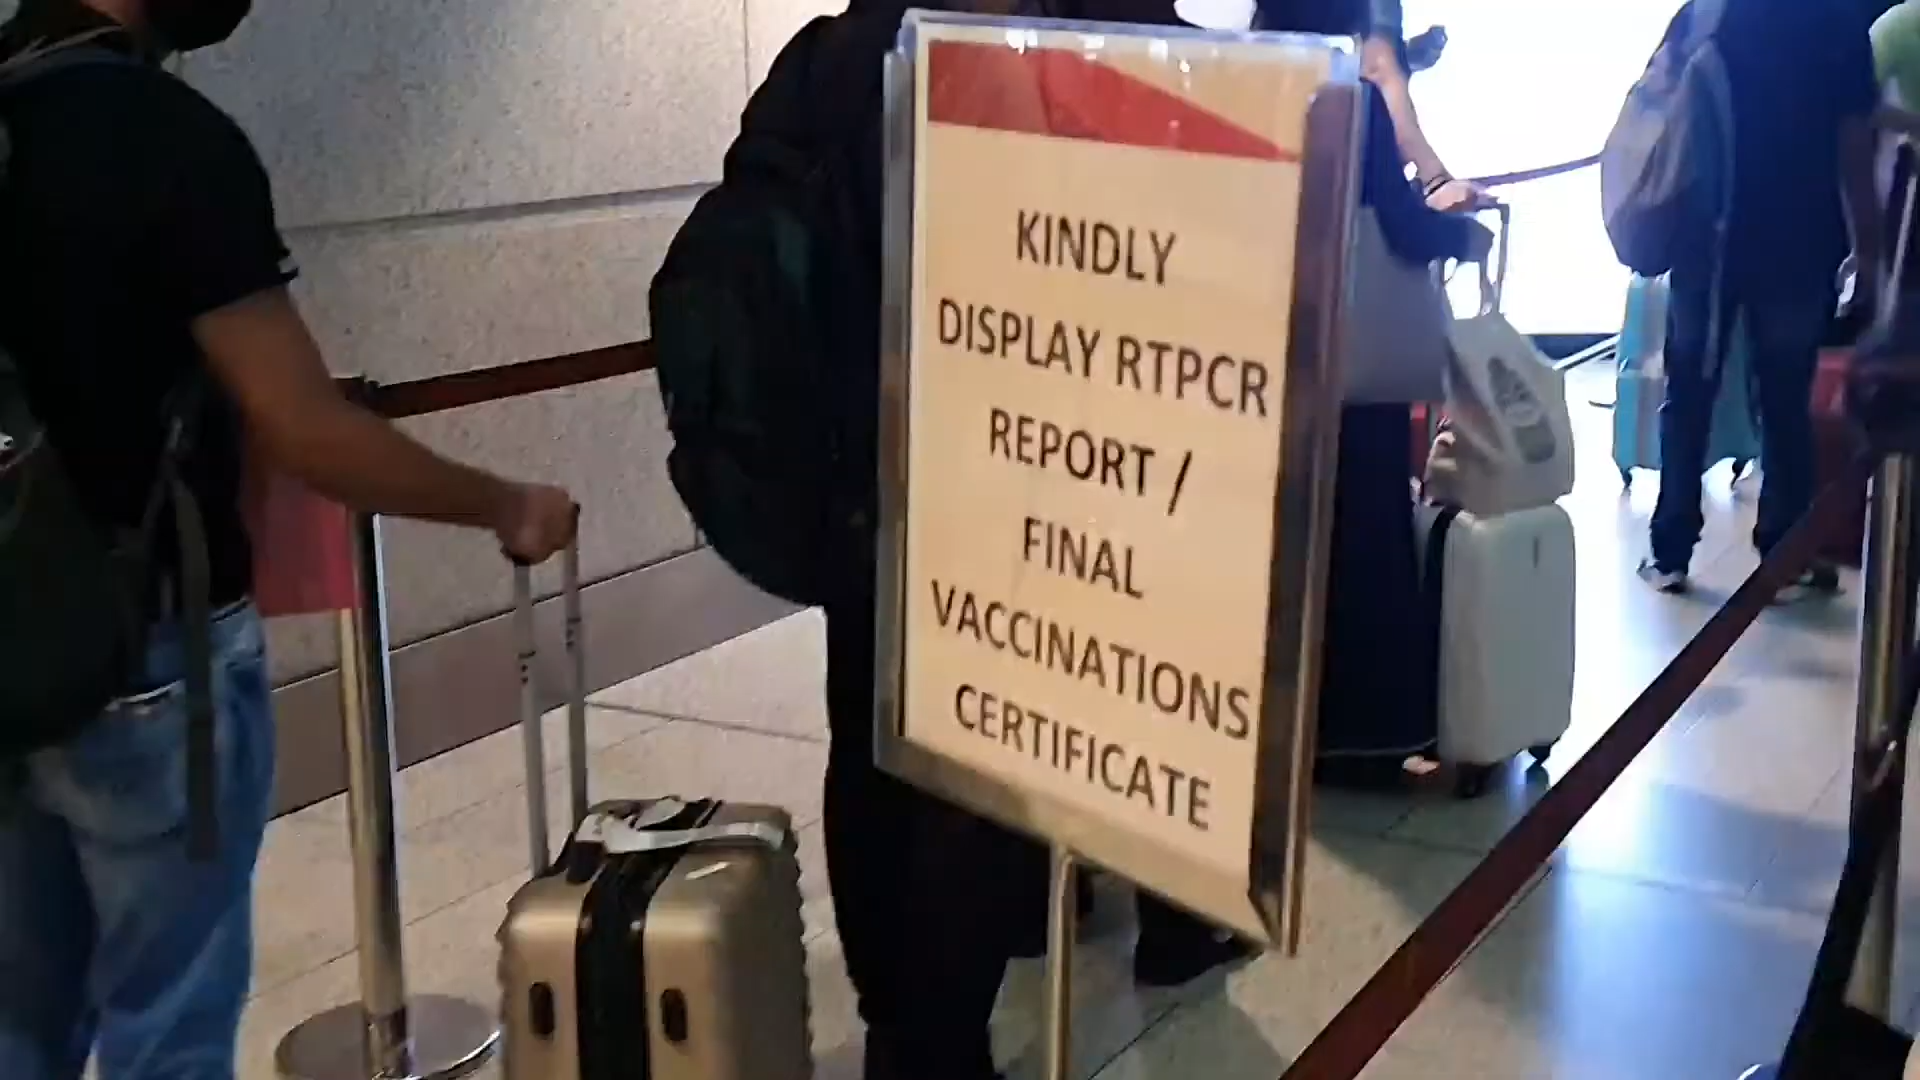 KINDLY
DISPLAY RTPCR
REPORT /
FINAL
VACCINATIONS
CERTIFICATE